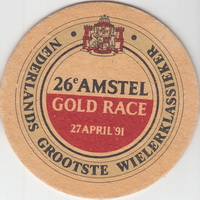 26e AMSTEL
GOLD RACE
27 APRIL '91
• NEDERLANDS GROOTSTE WIELERKLASSIEKER •